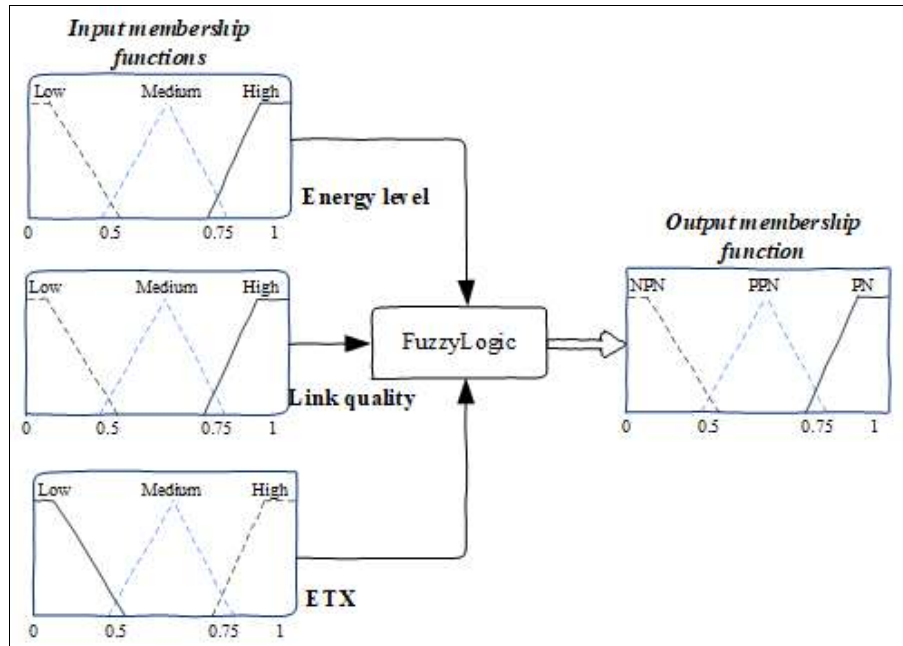 Input membership
functions
Low Medium High
0 0.5 0.75 1
Energy level
Low Medium High
0 0.5 0.75 1
Link quality
Low Medium High
0 0.5 0.75 1
ETX
FuzzyLogic
Output membership
function
NPN PPN PN
0 0.5 0.75 1